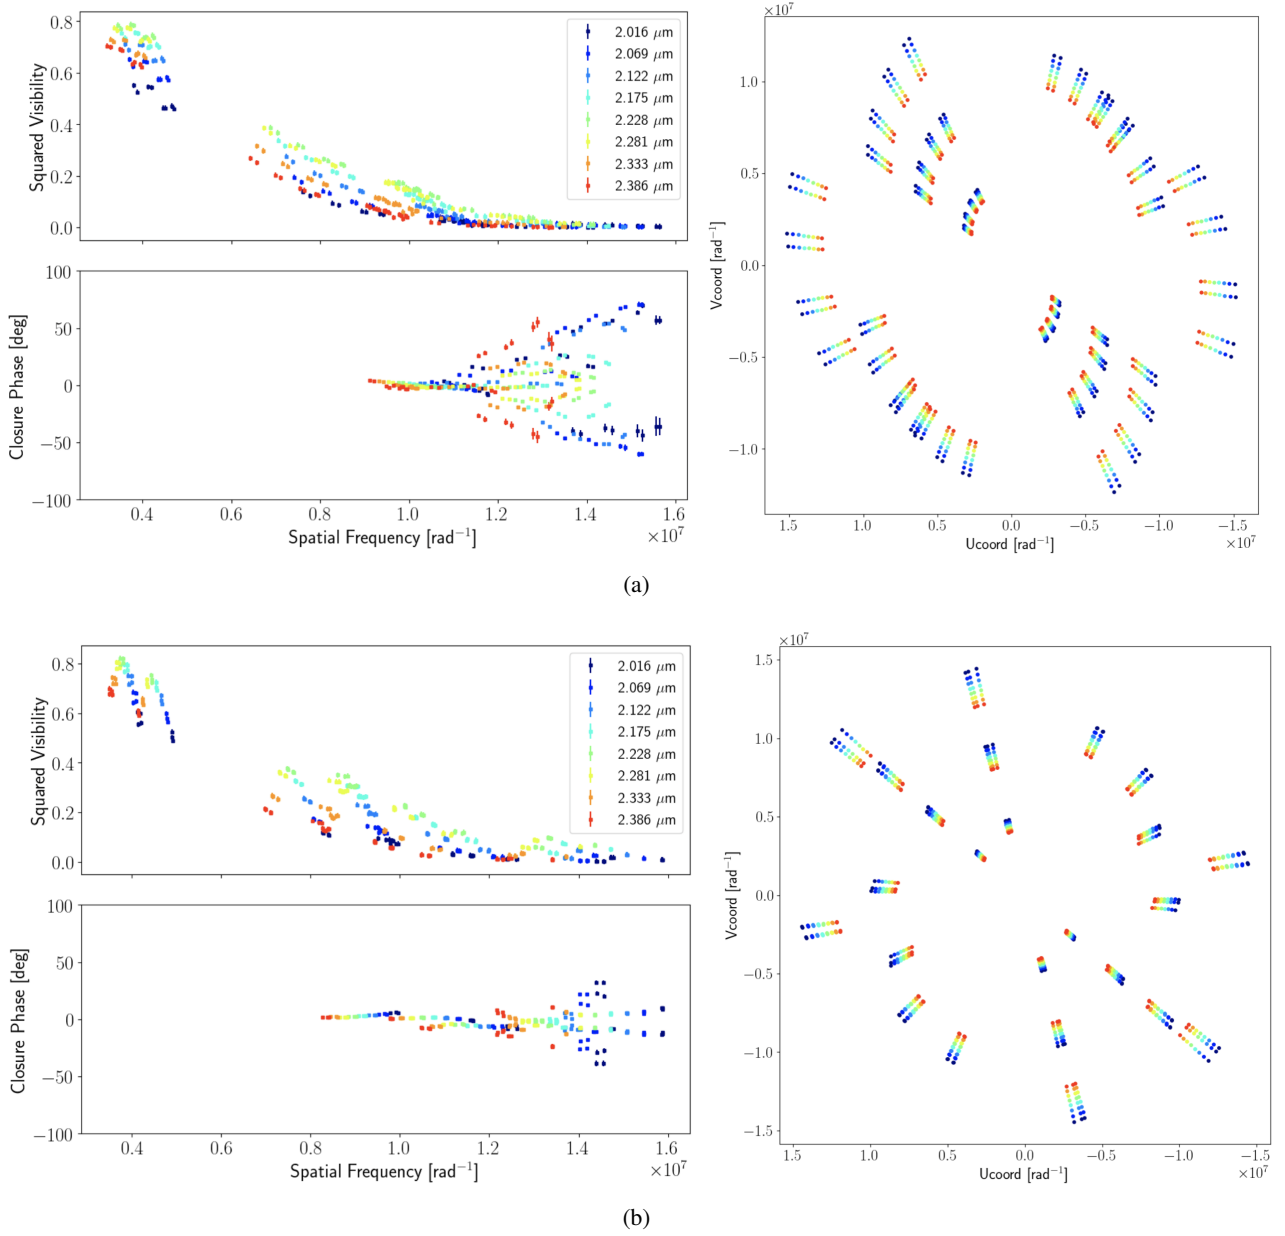 0.8
0.6
0.4
0.2
0.0
Squared Visibility
2.016 μm
2.069 μm
2.122 μm
2.175 μm
2.228 μm
2.281 μm
2.333 μm
2.386 μm
100
50
0
−50
−100
Closure Phase [deg]
0.4 0.6 0.8 1.0 1.2 1.4 1.6
×10⁷
Spatial Frequency [rad⁻¹]
×10⁷
1.0
0.5
0.0
−0.5
−1.0
Vcoord [rad⁻¹]
1.5 1.0 0.5 0.0 −0.5 −1.0 −1.5
×10⁷
Ucoord [rad⁻¹]
(a)
0.8
0.6
0.4
0.2
0.0
Squared Visibility
2.016 μm
2.069 μm
2.122 μm
2.175 μm
2.228 μm
2.281 μm
2.333 μm
2.386 μm
100
50
0
−50
−100
Closure Phase [deg]
0.4 0.6 0.8 1.0 1.2 1.4 1.6
×10⁷
Spatial Frequency [rad⁻¹]
×10⁷
1.5
1.0
0.5
0.0
−0.5
−1.0
−1.5
Vcoord [rad⁻¹]
1.5 1.0 0.5 0.0 −0.5 −1.0 −1.5
×10⁷
Ucoord [rad⁻¹]
(b)